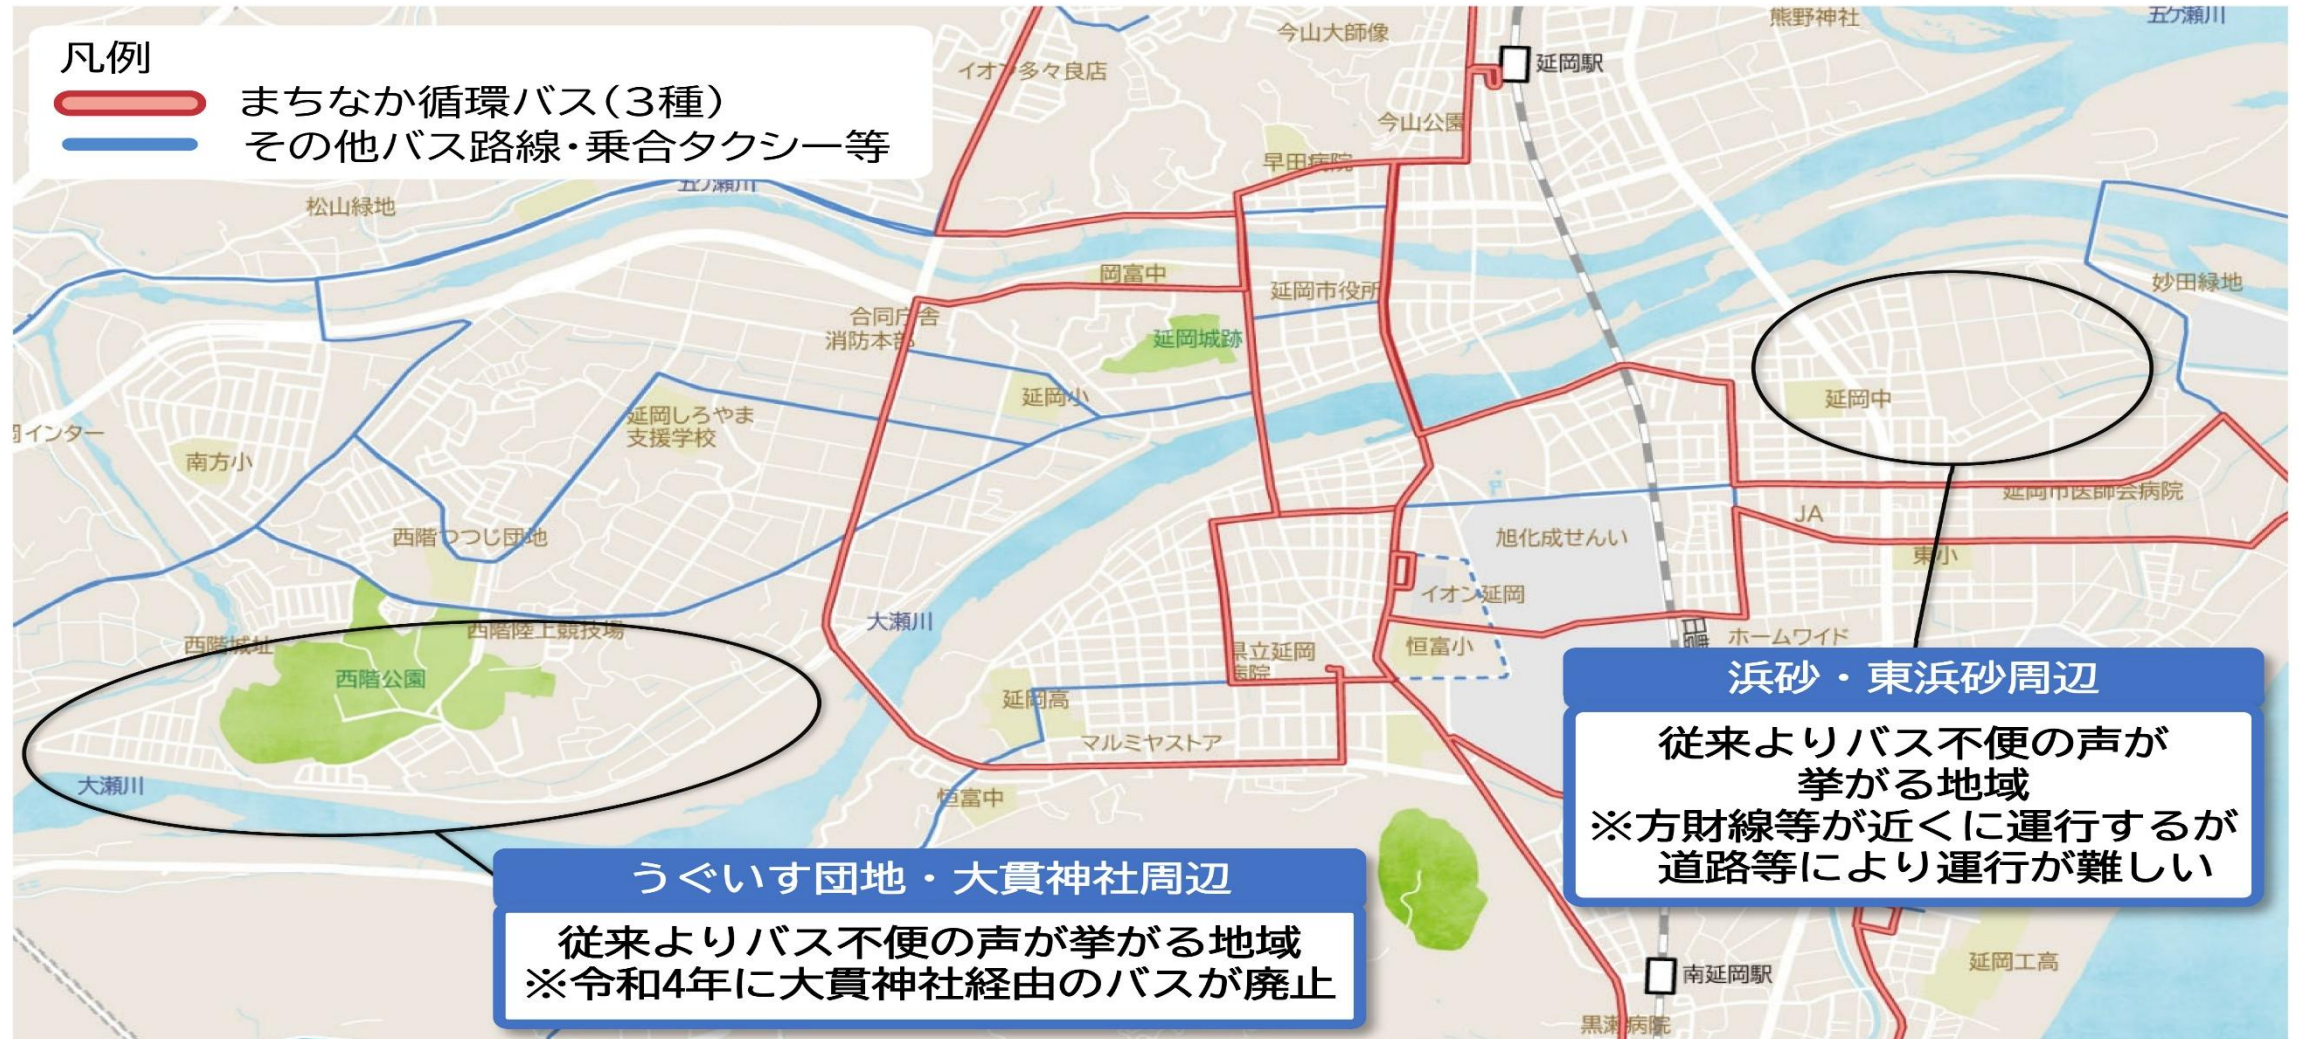 凡例
まちなか循環バス(3種)
その他バス路線・乗合タクシー等
今山大師像
熊野神社
五ケ瀬川
イオン多々良店
延岡駅
今山公園
早田病院
五ケ瀬川
松山緑地
岡富中
延岡市役所
妙田緑地
合同庁舎
消防本部
延岡城跡
延岡小
延岡中
延岡しろやま
支援学校
インター
南方小
延岡市医師会病院
JA
西階つつじ団地
旭化成せんい
東小
イオン延岡
大瀬川
西階城址
西階陸上競技場
ホームワイド
県立延岡
病院
恒富小
西階公園
延岡高
マルミヤストア
大瀬川
恒富中
浜砂・東浜砂周辺
従来よりバス不便の声が
挙がる地域
※方財線等が近くに運行するが
道路等により運行が難しい
うぐいす団地・大貫神社周辺
従来よりバス不便の声が挙がる地域
※令和4年に大貫神社経由のバスが廃止
延岡工高
南延岡駅
黒瀬病院